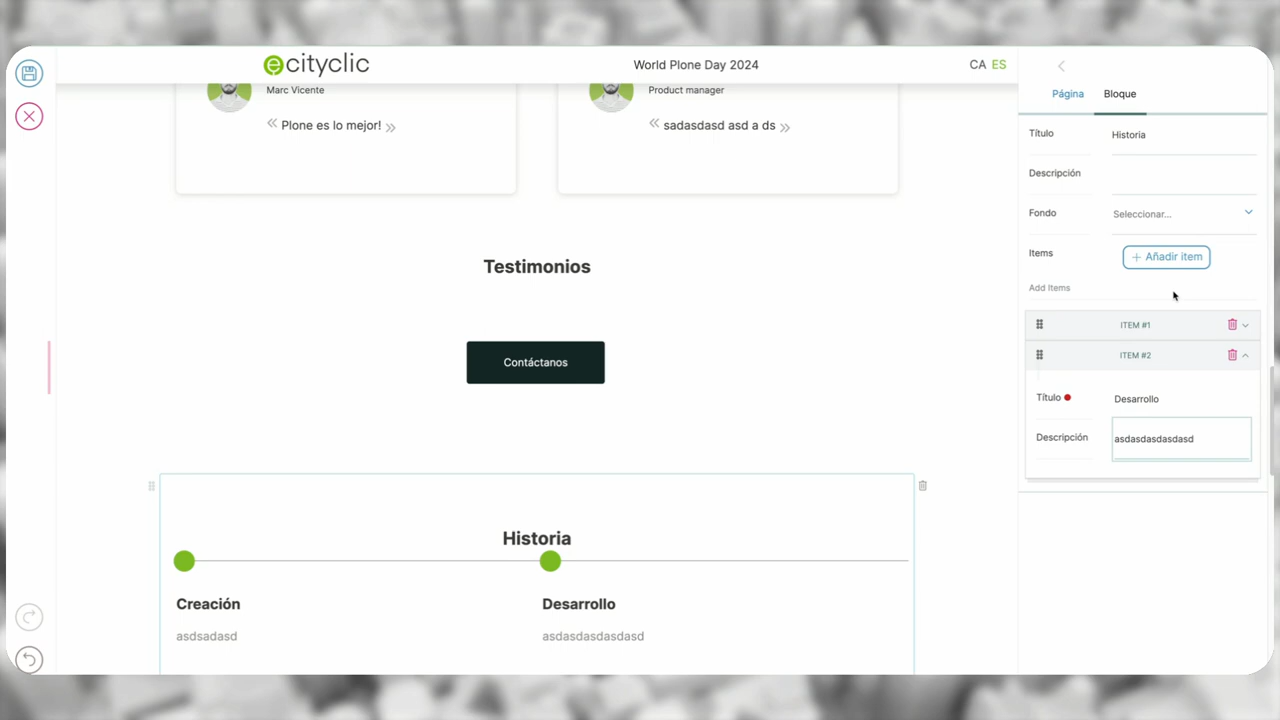 ecityclic
World Plone Day 2024
CA ES
Marc Vicente
« Plone es lo mejor! »
Product manager
« sadasdasd asd a ds »
Testimonios
Contáctanos
Historia
Creación
asdsadasd
Desarrollo
asdasdasdasdasd
Página
Bloque
Título
Historia
Descripción
Fondo
Seleccionar...
Items
+ Añadir item
Add Items
ITEM #1
ITEM #2
Título
Desarrollo
Descripción
asdasdasdasdasd